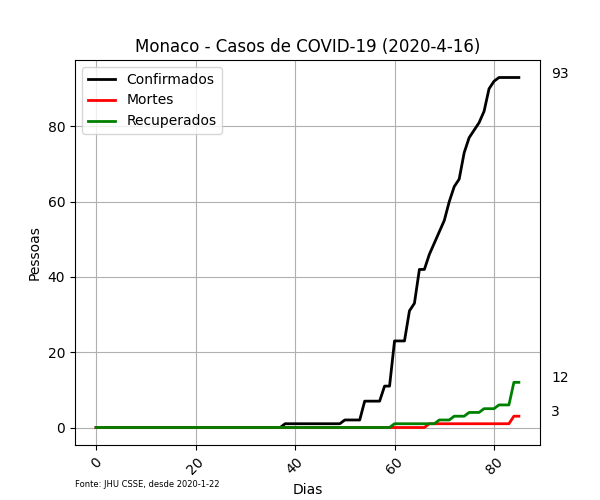 Monaco - Casos de COVID-19 (2020-4-16)
Confirmados
Mortes
Recuperados
93
12
3
80
60
40
20
0
Pessoas
0 20 40 60 80
Dias
Fonte: JHU CSSE, desde 2020-1-22